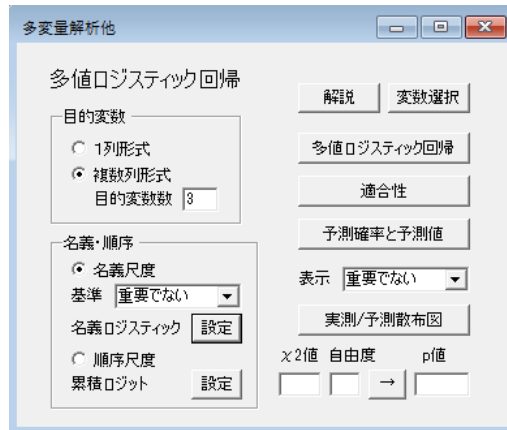 多変量解析他
多値ロジスティック回帰
解説 変数選択
目的変数
1列形式
複数列形式
目的変数数 3
多値ロジスティック回帰
適合性
予測確率と予測値
名義・順序
名義尺度
基準 重要でない
名義ロジスティック 設定
順序尺度
累積ロジット 設定
表示 重要でない
実測/予測散布図
χ2値 自由度 p値
→